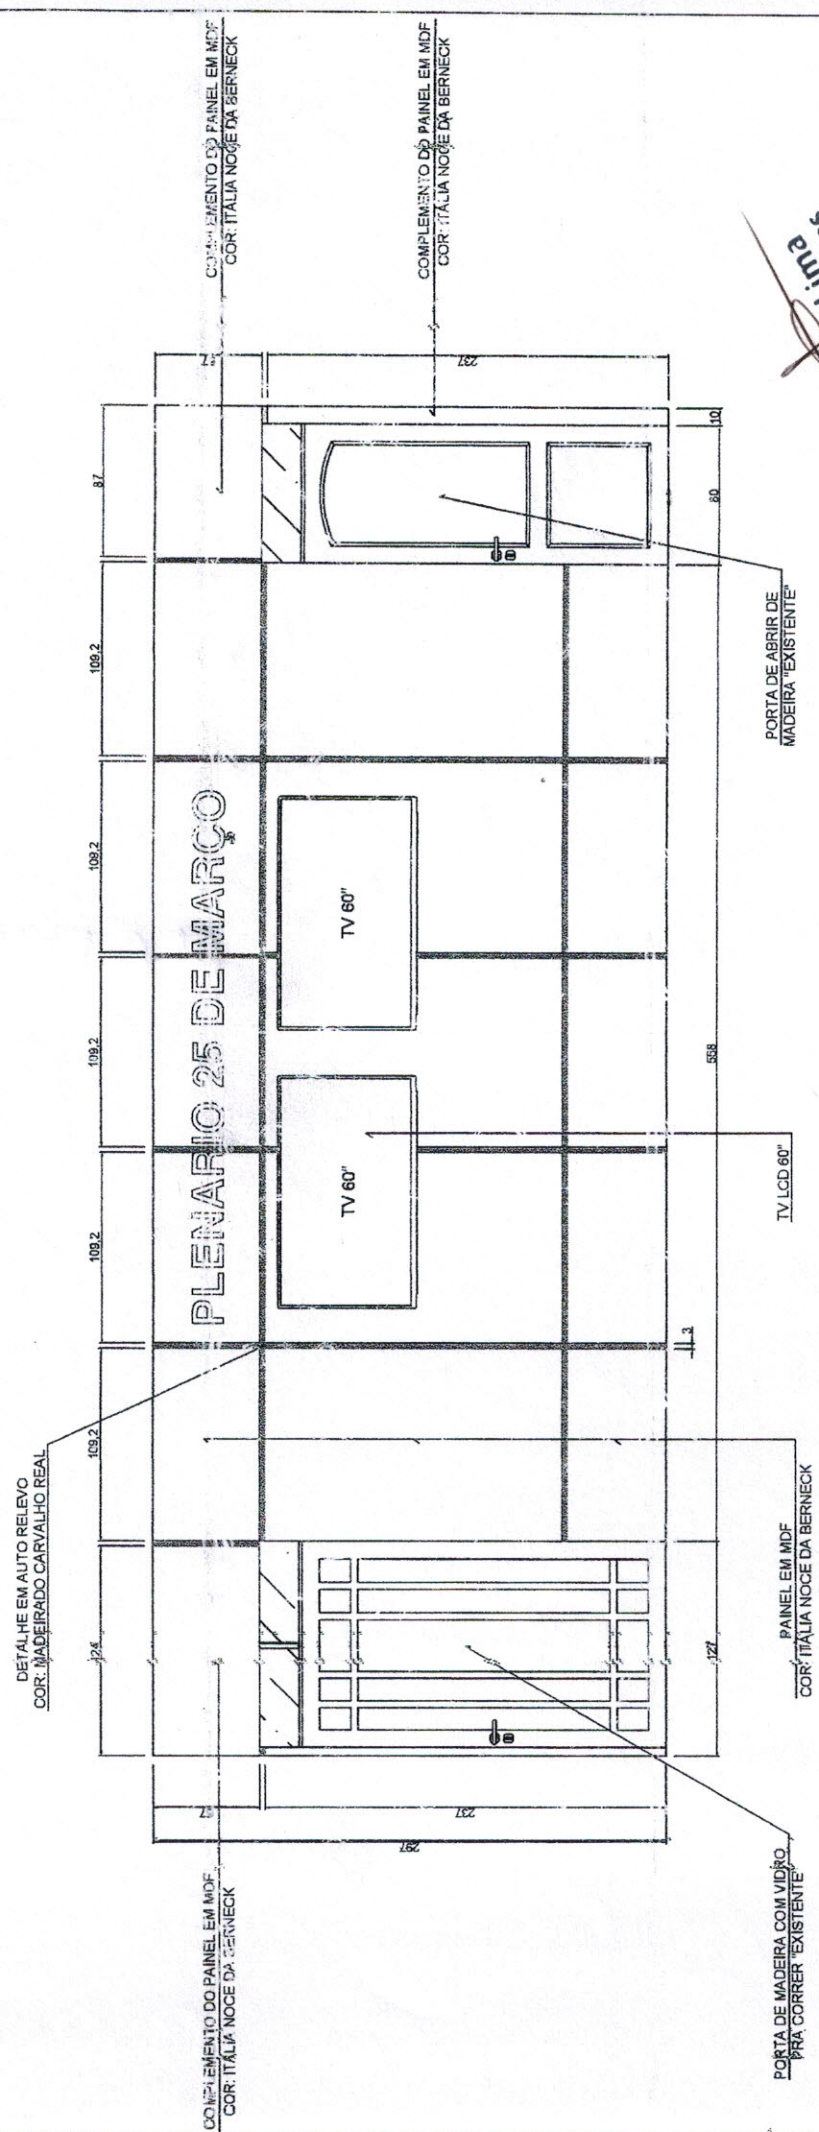 DETALHE EM AUTO RELEVO
COR: MADEIRADO CARVALHO REAL
COMPLEMENTO DO PAINEL EM MDF
COR: ITÁLIA NOCE DA BERNECK
COMPLEMENTO DO PAINEL EM MDF
COR: ITÁLIA NOCE DA BERNECK
COMPLEMENTO DO PAINEL EM MDF
COR: ITÁLIA NOCE DA BERNECK
109,2
109,2
109,2
109,2
109,2
87
PLENARIO 25 DE MARÇO
TV 60"
TV 60"
237
297
237
127
3
558
80
10
PORTA DE MADEIRA COM VIDRO
PRA CORRER "EXISTENTE"
PAINEL EM MDF
COR: ITÁLIA NOCE DA BERNECK
TV LCD 60"
PORTA DE ABRIR DE
MADEIRA "EXISTENTE"
Lima